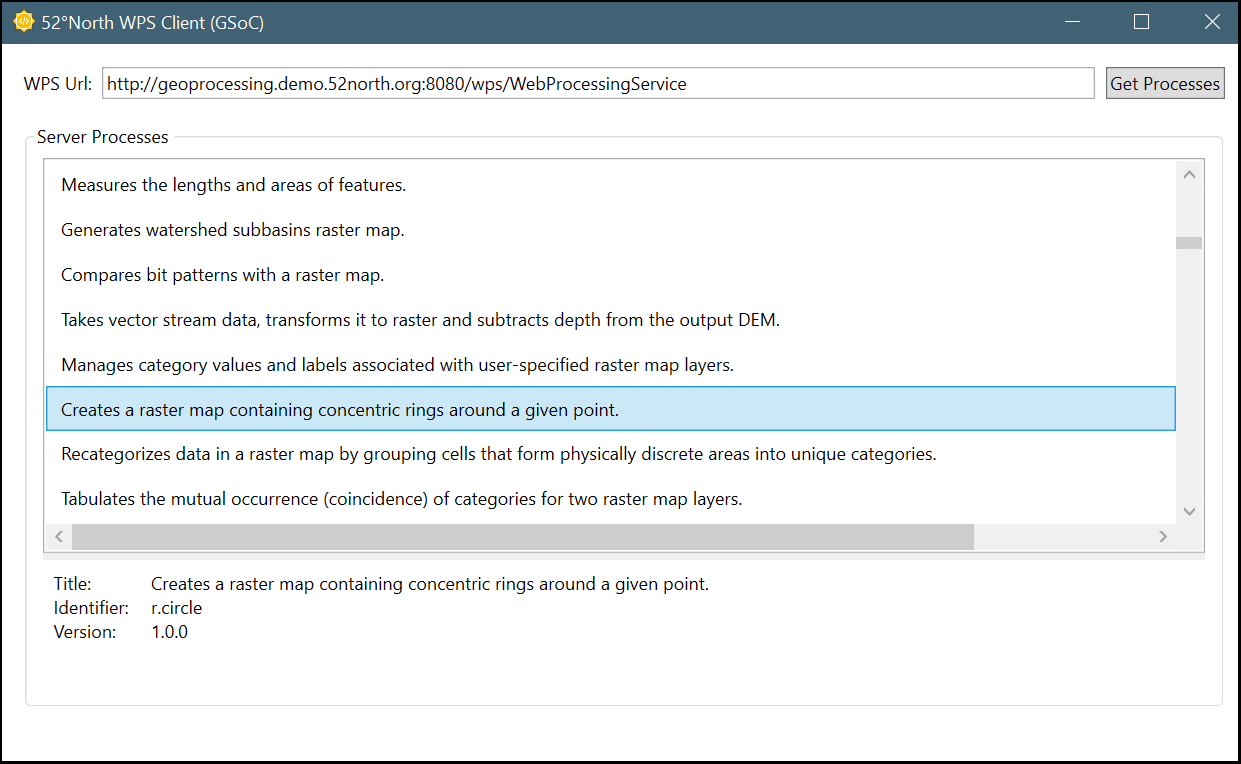 52°North WPS Client (GSoC)
WPS Url: http://geoprocessing.demo.52north.org:8080/wps/WebProcessingService Get Processes
Server Processes
Measures the lengths and areas of features.
Generates watershed subbasins raster map.
Compares bit patterns with a raster map.
Takes vector stream data, transforms it to raster and subtracts depth from the output DEM.
Manages category values and labels associated with user-specified raster map layers.
Creates a raster map containing concentric rings around a given point.
Recategorizes data in a raster map by grouping cells that form physically discrete areas into unique categories.
Tabulates the mutual occurrence (coincidence) of categories for two raster map layers.
Title: Creates a raster map containing concentric rings around a given point.
Identifier: r.circle
Version: 1.0.0